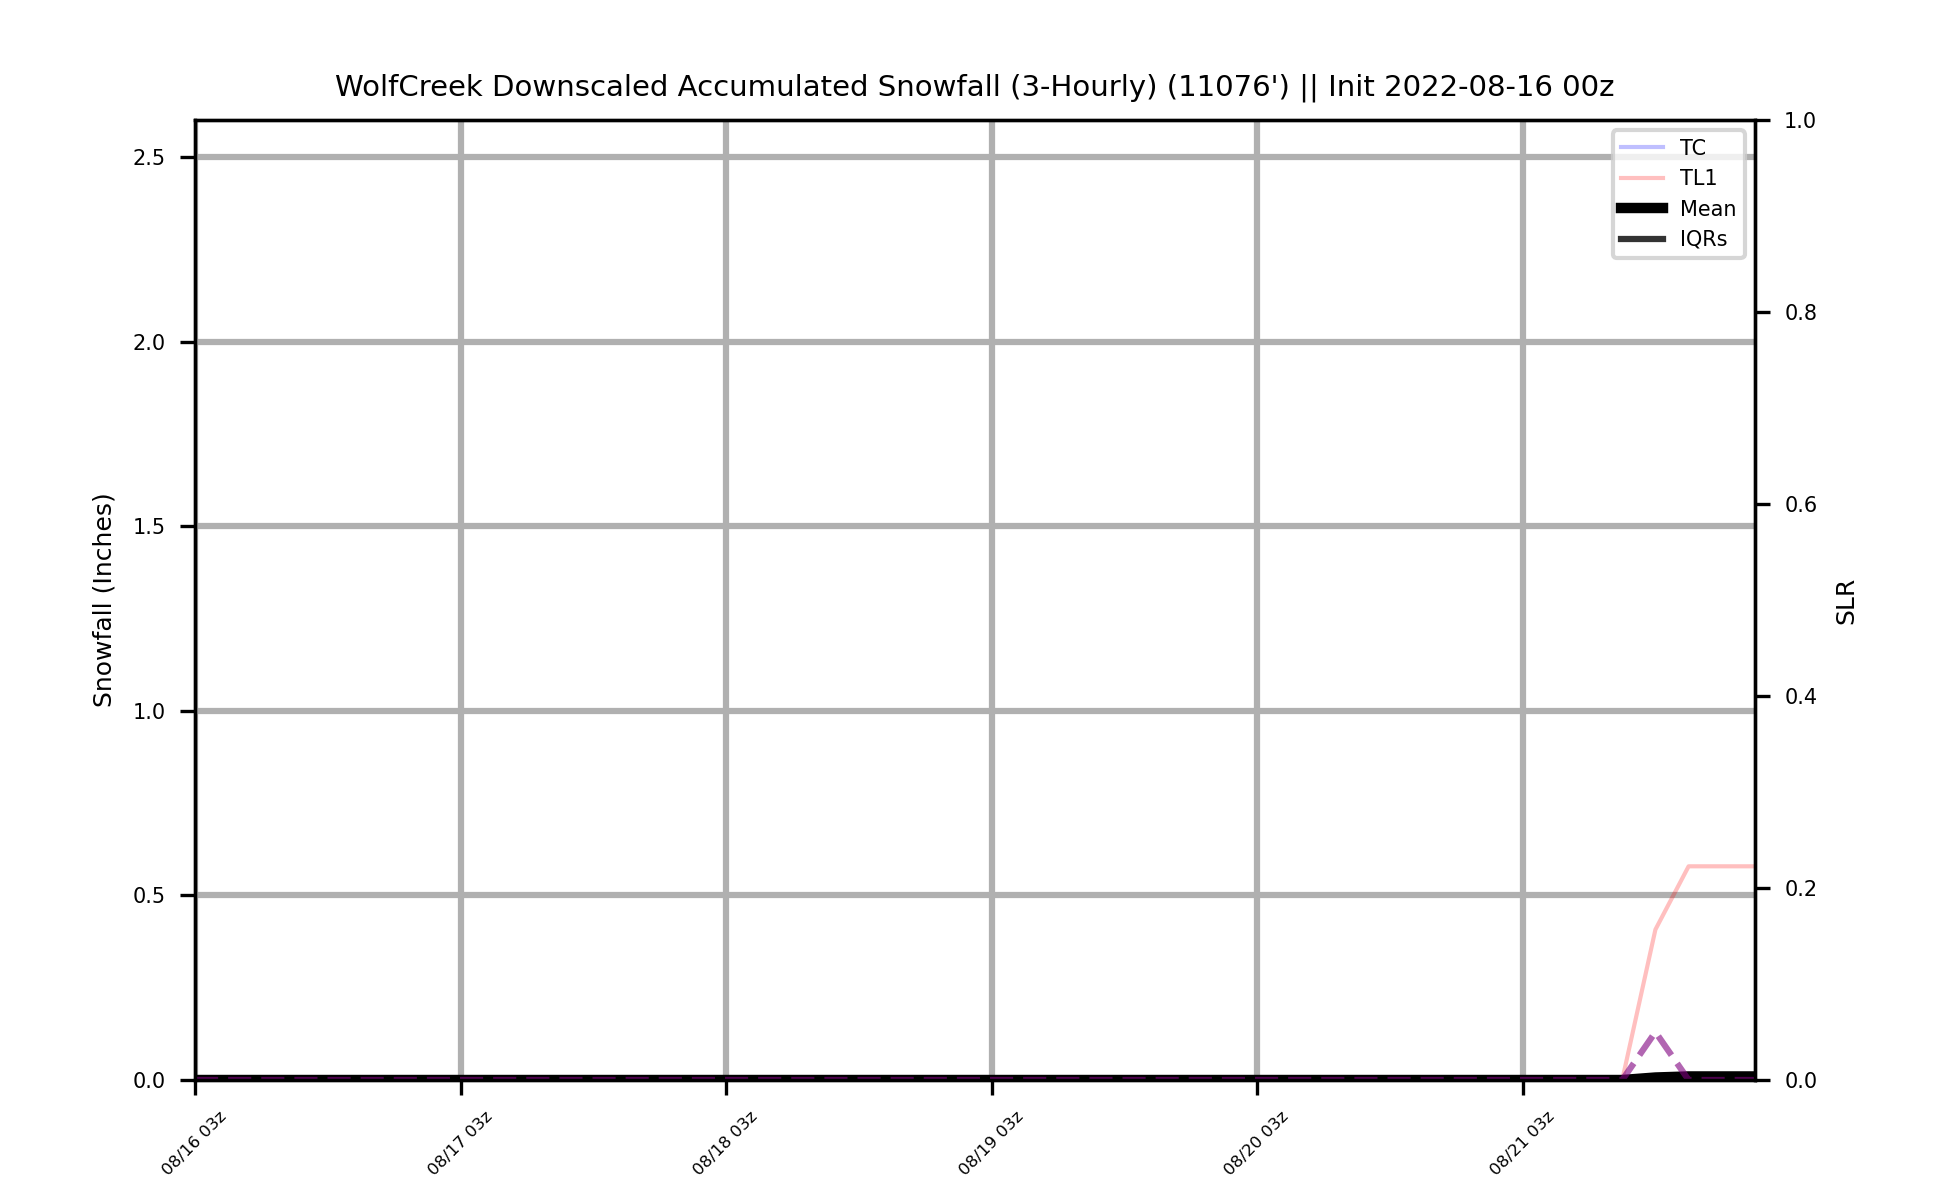 WolfCreek Downscaled Accumulated Snowfall (3-Hourly) (11076') || Init 2022-08-16 00z
TC
TL1
Mean
IQRs
Snowfall (Inches)
2.5
2.0
1.5
1.0
0.5
0.0
1.0
0.8
0.6
0.4
0.2
0.0
SLR
08/16 03z
08/17 03z
08/18 03z
08/19 03z
08/20 03z
08/21 03z